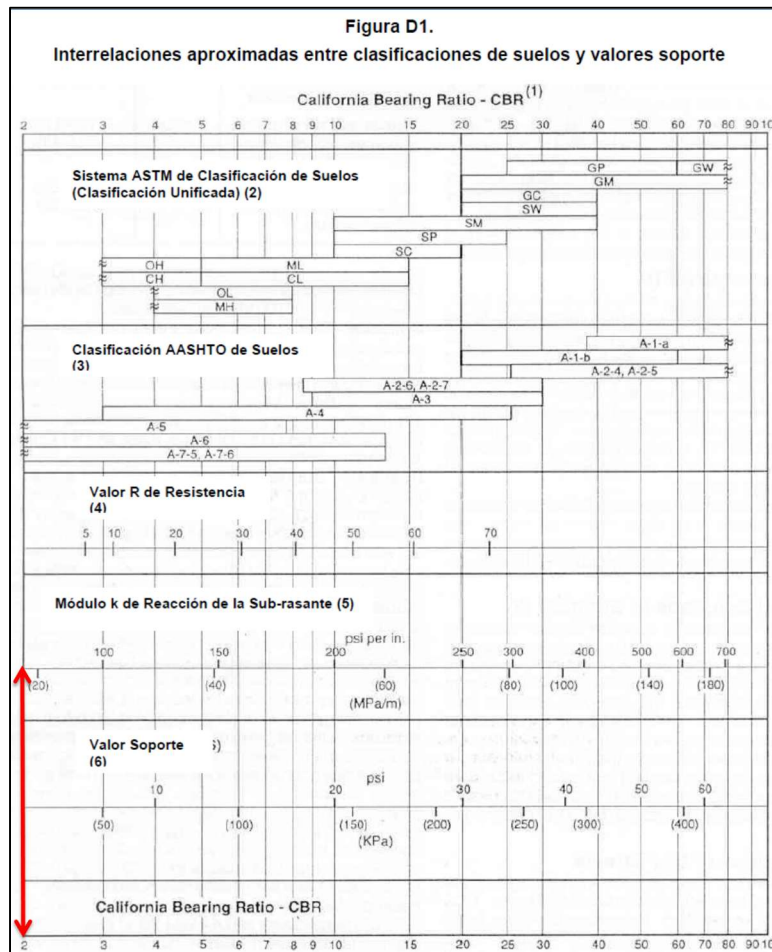 Figura D1.
Interrelaciones aproximadas entre clasificaciones de suelos y valores soporte
California Bearing Ratio - CBR(1)
2 3 4 5 6 7 8 9 10 15 20 25 30 40 50 60 70 80 90 10
Sistema ASTM de Clasificación de Suelos
(Clasificación Unificada) (2)
GP GW
GM
GC
SW
SM
SP
SC
OH ML
CH CL
OL
MH
Clasificación AASHTO de Suelos
(3)
A-1-a
A-1-b
A-2-4, A-2-5
A-2-6, A-2-7
A-3
A-4
A-5
A-6
A-7-5, A-7-6
Valor R de Resistencia
(4)
5 10 20 30 40 50 60 70
Módulo k de Reacción de la Sub-rasante (5)
psi per in.
100 150 200 250 300 400 500 600 700
(20) (40) (60) (80) (100) (140) (180)
(MPa/m)
Valor Soporte 5)
(6)
psi
10 20 30 40 50 60
(50) (100) (150) (200) (250) (300) (400)
(KPa)
California Bearing Ratio - CBR
2 3 4 5 6 7 8 9 10 15 20 25 30 40 50 60 70 80 90 10